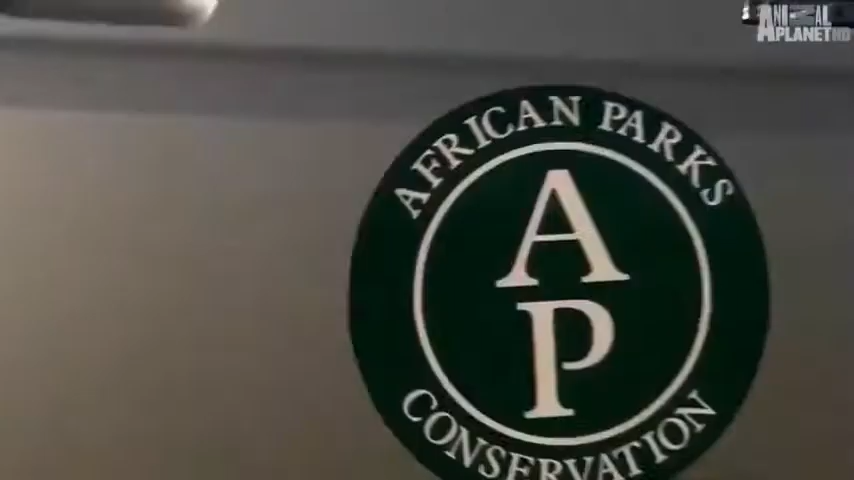 ANIMAL
PLANET HD
AFRICAN PARKS
A
P
CONSERVATION